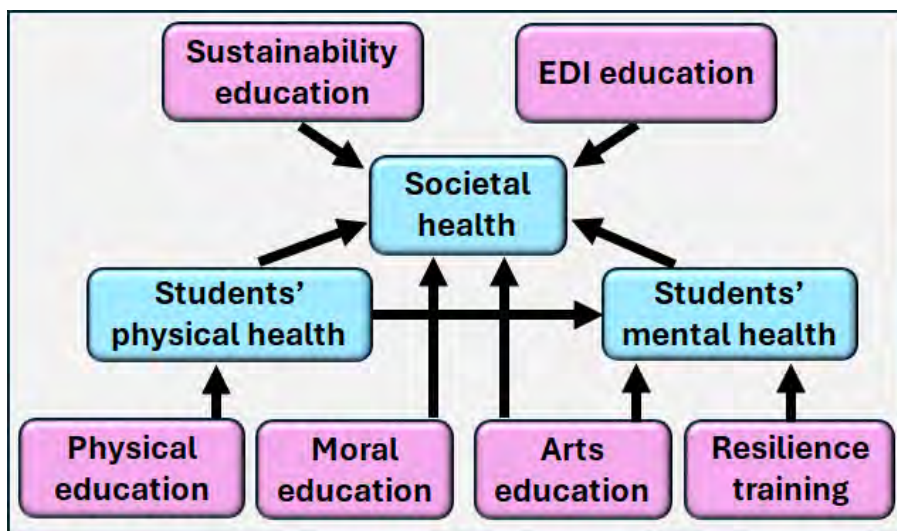 Sustainability
education
EDI education
Societal
health
Students’
physical health
Students’
mental health
Physical
education
Moral
education
Arts
education
Resilience
training